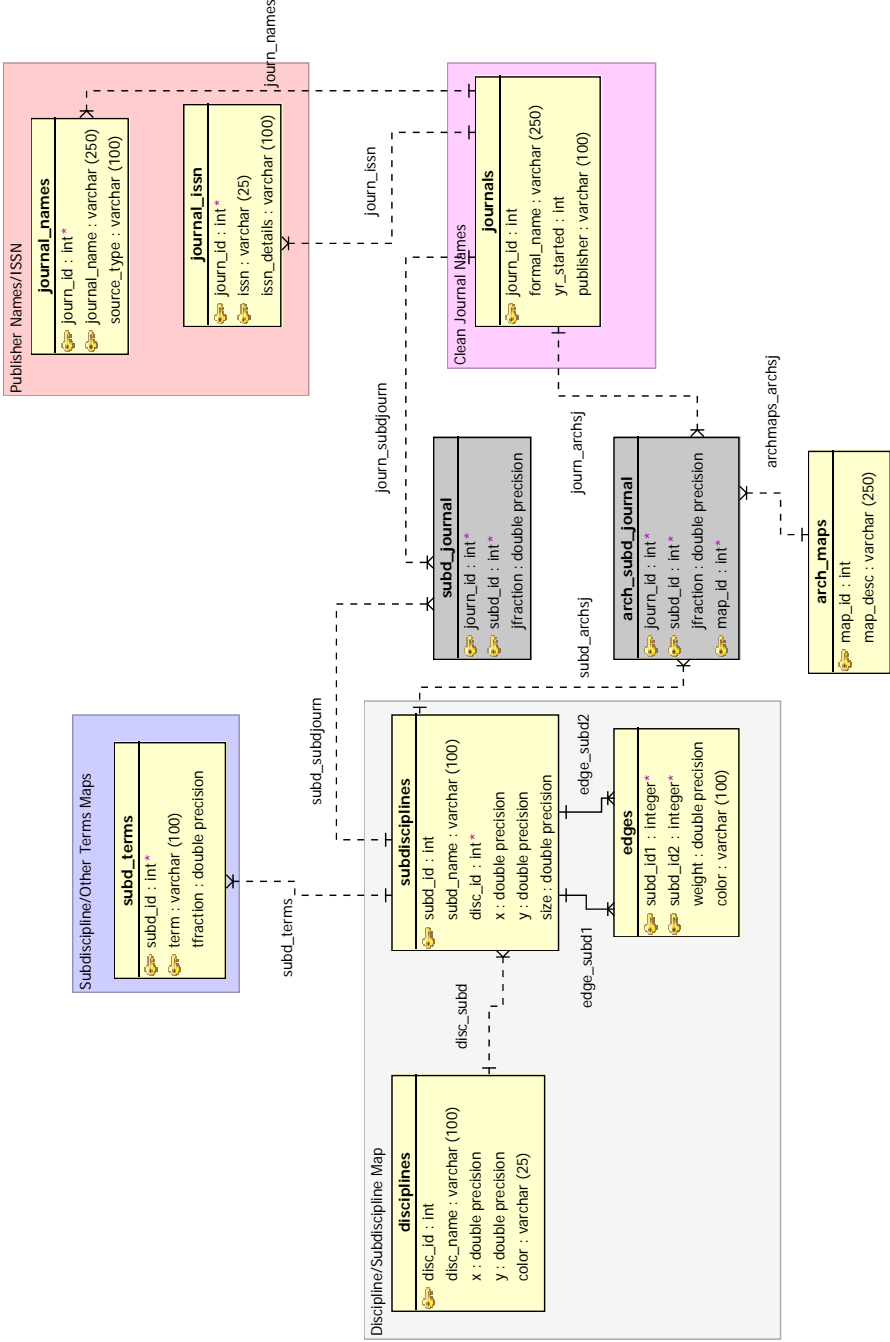 Discipline/Subdiscipline Map
disciplines
disc_id : int
disc_name : varchar (100)
x : double precision
y : double precision
color : varchar (25)
disc_subd
Subdiscipline/Other Terms Maps
subd_terms
subd_id : int*
term : varchar (100)
tfraction : double precision
subd_terms
subdisciplines
subd_id : int
subd_name : varchar (100)
disc_id : int*
x : double precision
y : double precision
size : double precision
edge_subd1
edge_subd2
edges
subd_id1 : integer*
subd_id2 : integer*
weight : double precision
color : varchar (100)
subd_subdjourn
subd_archsj
journ_subdjourn
subd_journal
journ_id : int*
subd_id : int*
jfraction : double precision
journ_archsj
arch_subd_journal
journ_id : int*
subd_id : int*
jfraction : double precision
map_id : int*
archmaps_archsj
arch_maps
map_id : int
map_desc : varchar (250)
Publisher Names/ISSN
journal_names
journ_id : int*
journal_name : varchar (250)
source_type : varchar (100)
journal_issn
journ_id : int*
issn : varchar (25)
issn_details : varchar (100)
journ_names
journ_issn
Clean Journal Names
journals
journ_id : int
formal_name : varchar (250)
yr_started : int
publisher : varchar (100)